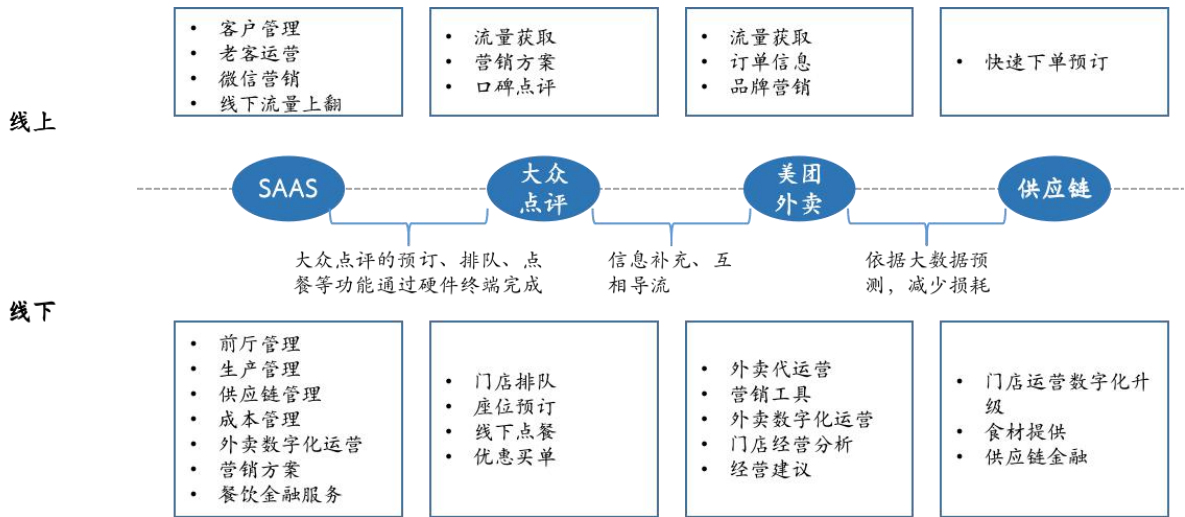 客户管理
老客运营
微信营销
线下流量上翻
流量获取
营销方案
口碑点评
流量获取
订单信息
品牌营销
快速下单预订
线上
SAAS
大众
点评
美团
外卖
供应链
大众点评的预订、排队、点
餐等功能通过硬件终端完成
信息补充、互
相导流
依据大数据预
测，减少损耗
线下
前厅管理
生产管理
供应链管理
成本管理
外卖数字化运营
营销方案
餐饮金融服务
门店排队
座位预订
线下点餐
优惠买单
外卖代运营
营销工具
外卖数字化运营
门店经营分析
经营建议
门店运营数字化升
级
食材提供
供应链金融